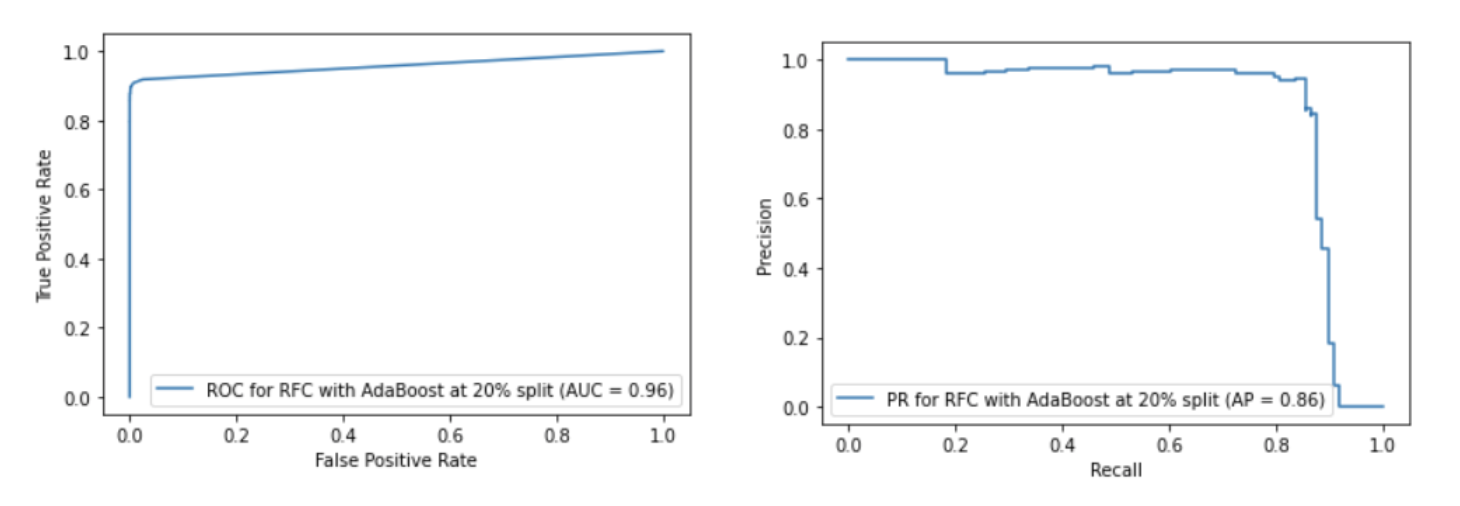 1.0
0.8
0.6
0.4
0.2
0.0
True Positive Rate
ROC for RFC with AdaBoost at 20% split (AUC = 0.96)
0.0 0.2 0.4 0.6 0.8 1.0
False Positive Rate
1.0
0.8
0.6
0.4
0.2
0.0
Precision
PR for RFC with AdaBoost at 20% split (AP = 0.86)
0.0 0.2 0.4 0.6 0.8 1.0
Recall